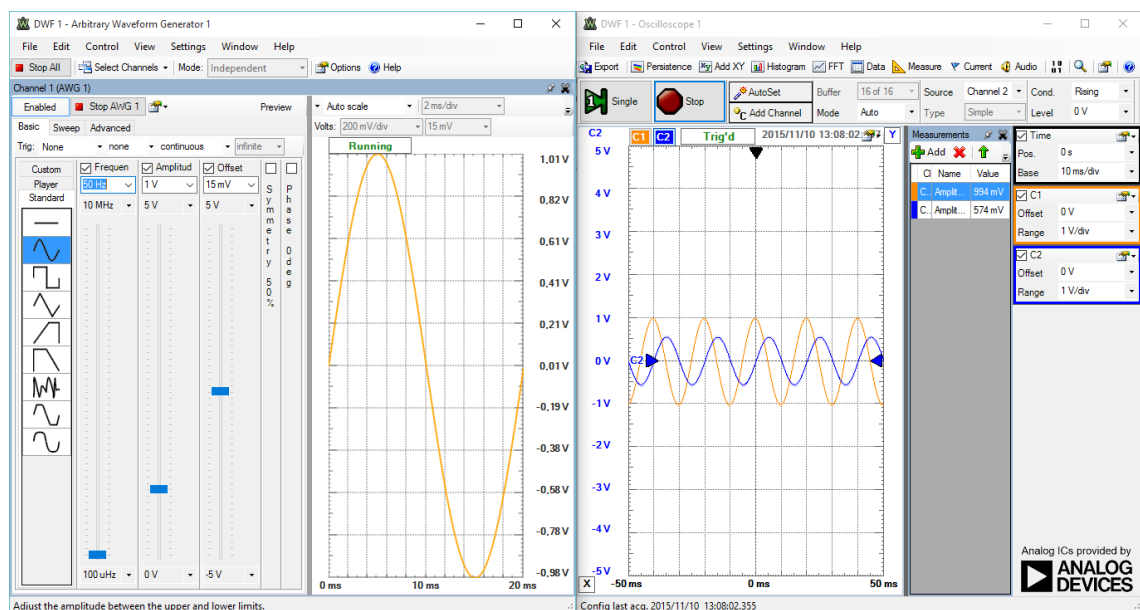 DWF 1 - Arbitrary Waveform Generator 1
File Edit Control View Settings Window Help
Stop All Select Channels Mode: Independent Options Help
Channel 1 (AWG 1)
Enabled Stop AWG 1 Preview
Basic Sweep Advanced
Trig: None none continuous infinite
Custom
Player
Standard
Frequen Amplitud Offset
50 Hz 1 V 15 mV
10 MHz 5 V 5 V
100 uHz 0 V -5 V
Symmetry 50 %
Phase 0 deg
Auto scale 2 ms/div
Volts: 200 mV/div 15 mV
Running
1,01 V
0,82 V
0,61 V
0,41 V
0,21 V
0,01 V
-0,19 V
-0,38 V
-0,58 V
-0,78 V
-0,98 V
0 ms 10 ms 20 ms
Adjust the amplitude between the upper and lower limits.
DWF 1 - Oscilloscope 1
File Edit Control View Settings Window Help
Export Persistence Add XY Histogram FFT Data Measure Current Audio
Single Stop AutoSet Buffer 16 of 16 Source Channel 2 Cond. Rising
Add Channel Mode Auto Type Simple Level 0 V
C2 C1 C2 Trig'd 2015/11/10 13:08:02 Y
5 V
4 V
3 V
2 V
1 V
0 V
-1 V
-2 V
-3 V
-4 V
-5 V
C2
X -50 ms 0 ms 50 ms
Measurements
Add
Cl Name Value
C.. Amplit... 994 mV
C.. Amplit... 574 mV
Time
Pos. 0 s
Base 10 ms/div
C1
Offset 0 V
Range 1 V/div
C2
Offset 0 V
Range 1 V/div
Analog ICs provided by
ANALOG
DEVICES
Config last acq. 2015/11/10 13:08:02.355